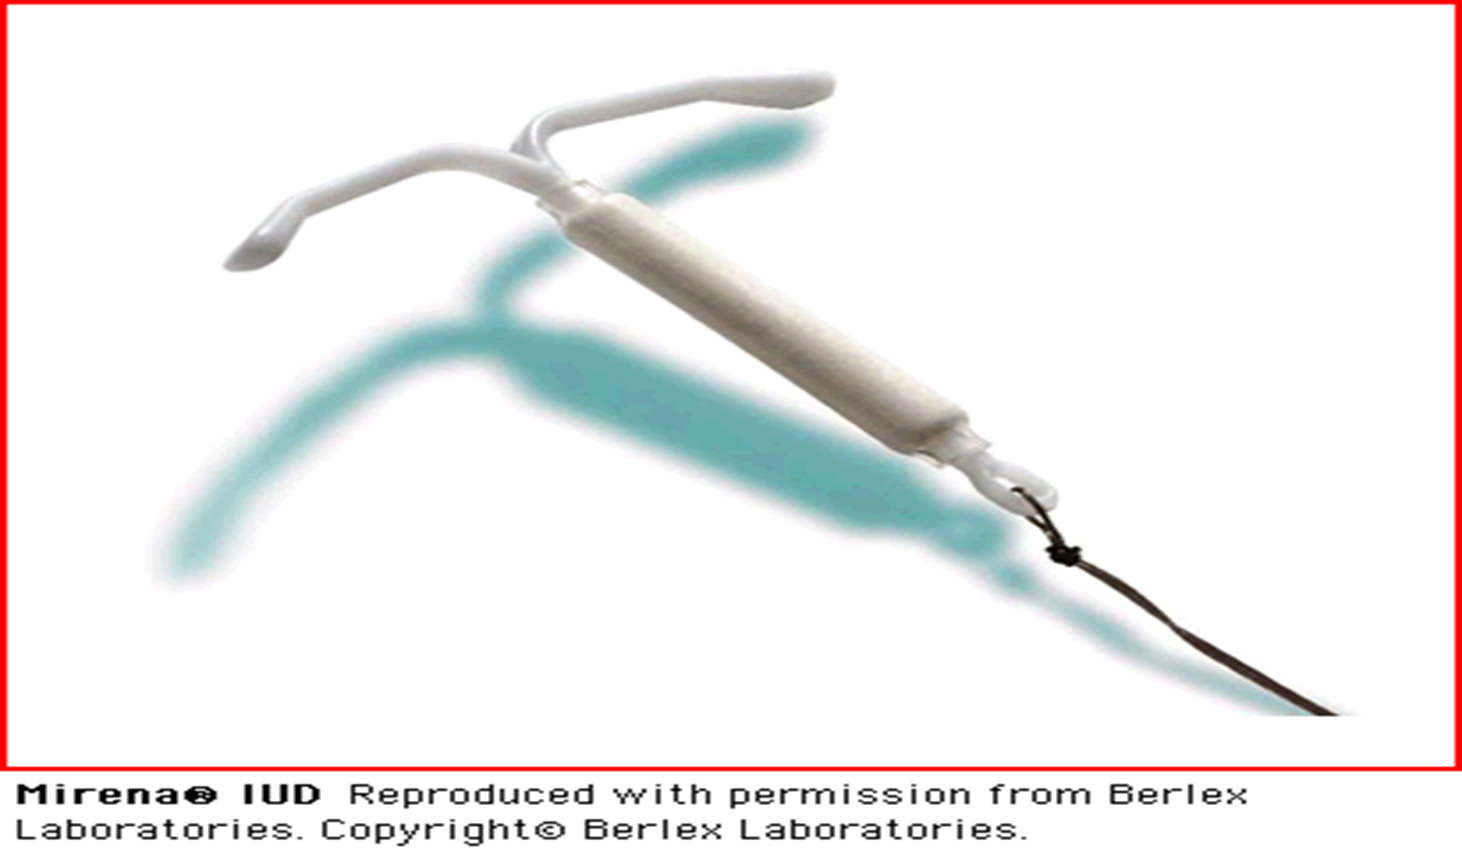 Mirena® IUD Reproduced with permission from Berlex
Laboratories. Copyright© Berlex Laboratories.